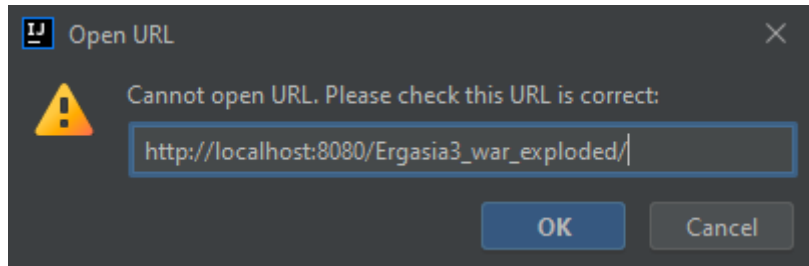 IJ Open URL
Cannot open URL. Please check this URL is correct:
http://localhost:8080/Ergasia3_war_exploded/
OK Cancel